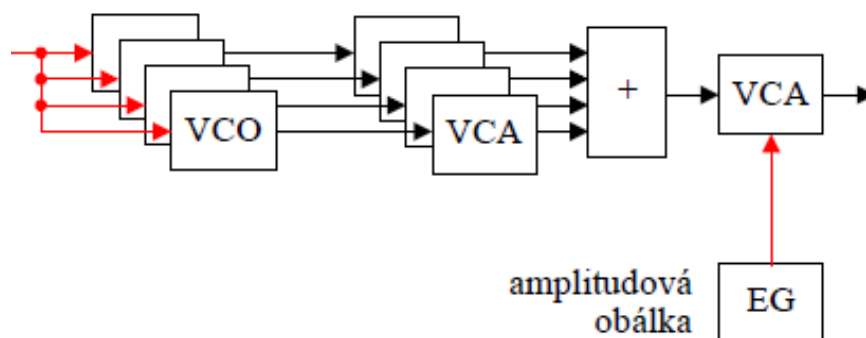 VCO
VCA
+
VCA
amplitudová
obálka
EG